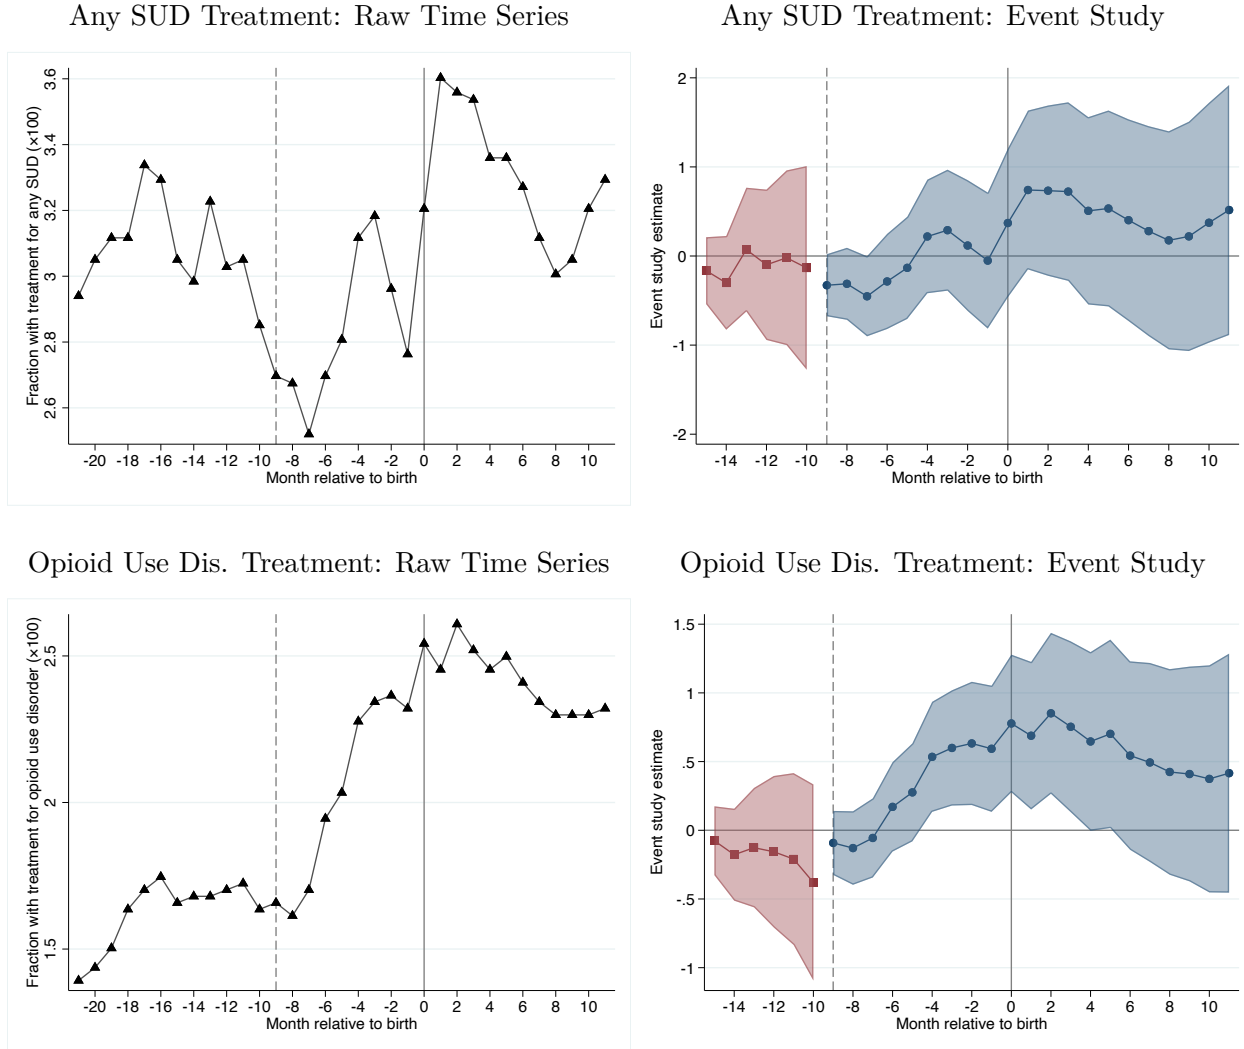 Any SUD Treatment: Raw Time Series
Fraction with treatment for any SUD (×100)
3.6
3.4
3.2
3
2.8
2.6
-20 -18 -16 -14 -12 -10 -8 -6 -4 -2 0 2 4 6 8 10
Month relative to birth
Any SUD Treatment: Event Study
Event study estimate
2
1
0
-1
-2
-14 -12 -10 -8 -6 -4 -2 0 2 4 6 8 10
Month relative to birth
Opioid Use Dis. Treatment: Raw Time Series
Fraction with treatment for opioid use disorder (×100)
2.5
2
1.5
-20 -18 -16 -14 -12 -10 -8 -6 -4 -2 0 2 4 6 8 10
Month relative to birth
Opioid Use Dis. Treatment: Event Study
Event study estimate
1.5
1
.5
0
-.5
-1
-14 -12 -10 -8 -6 -4 -2 0 2 4 6 8 10
Month relative to birth